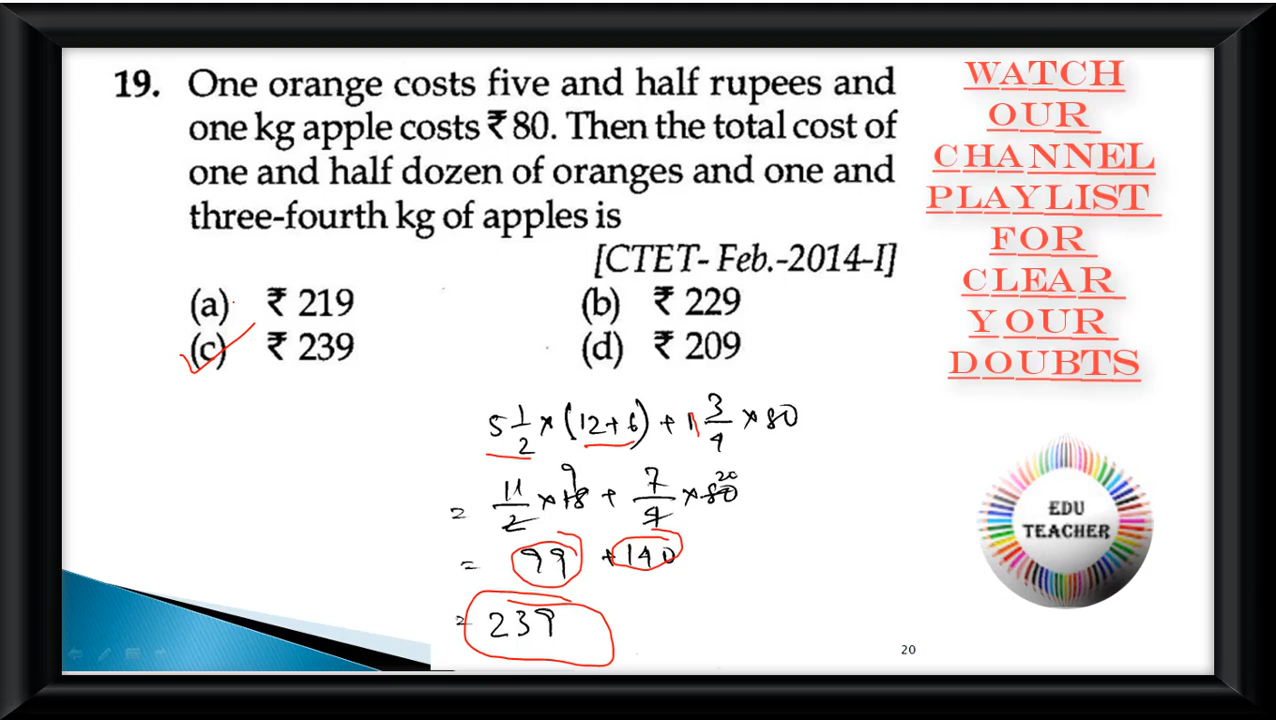 19. One orange costs five and half rupees and
one kg apple costs ₹ 80. Then the total cost of
one and half dozen of oranges and one and
three-fourth kg of apples is
[CTET- Feb.-2014-I]
(a) ₹ 219 (b) ₹ 229
(c) ₹ 239 (d) ₹ 209
5 1/2 × (12+6) + 1 3/4 × 80
= 11/2 × 18 9 + 7/4 × 80 20
= 99 + 140
= 239
20
WATCH
OUR
CHANNEL
PLAYLIST
FOR
CLEAR
YOUR
DOUBTS
EDU
TEACHER